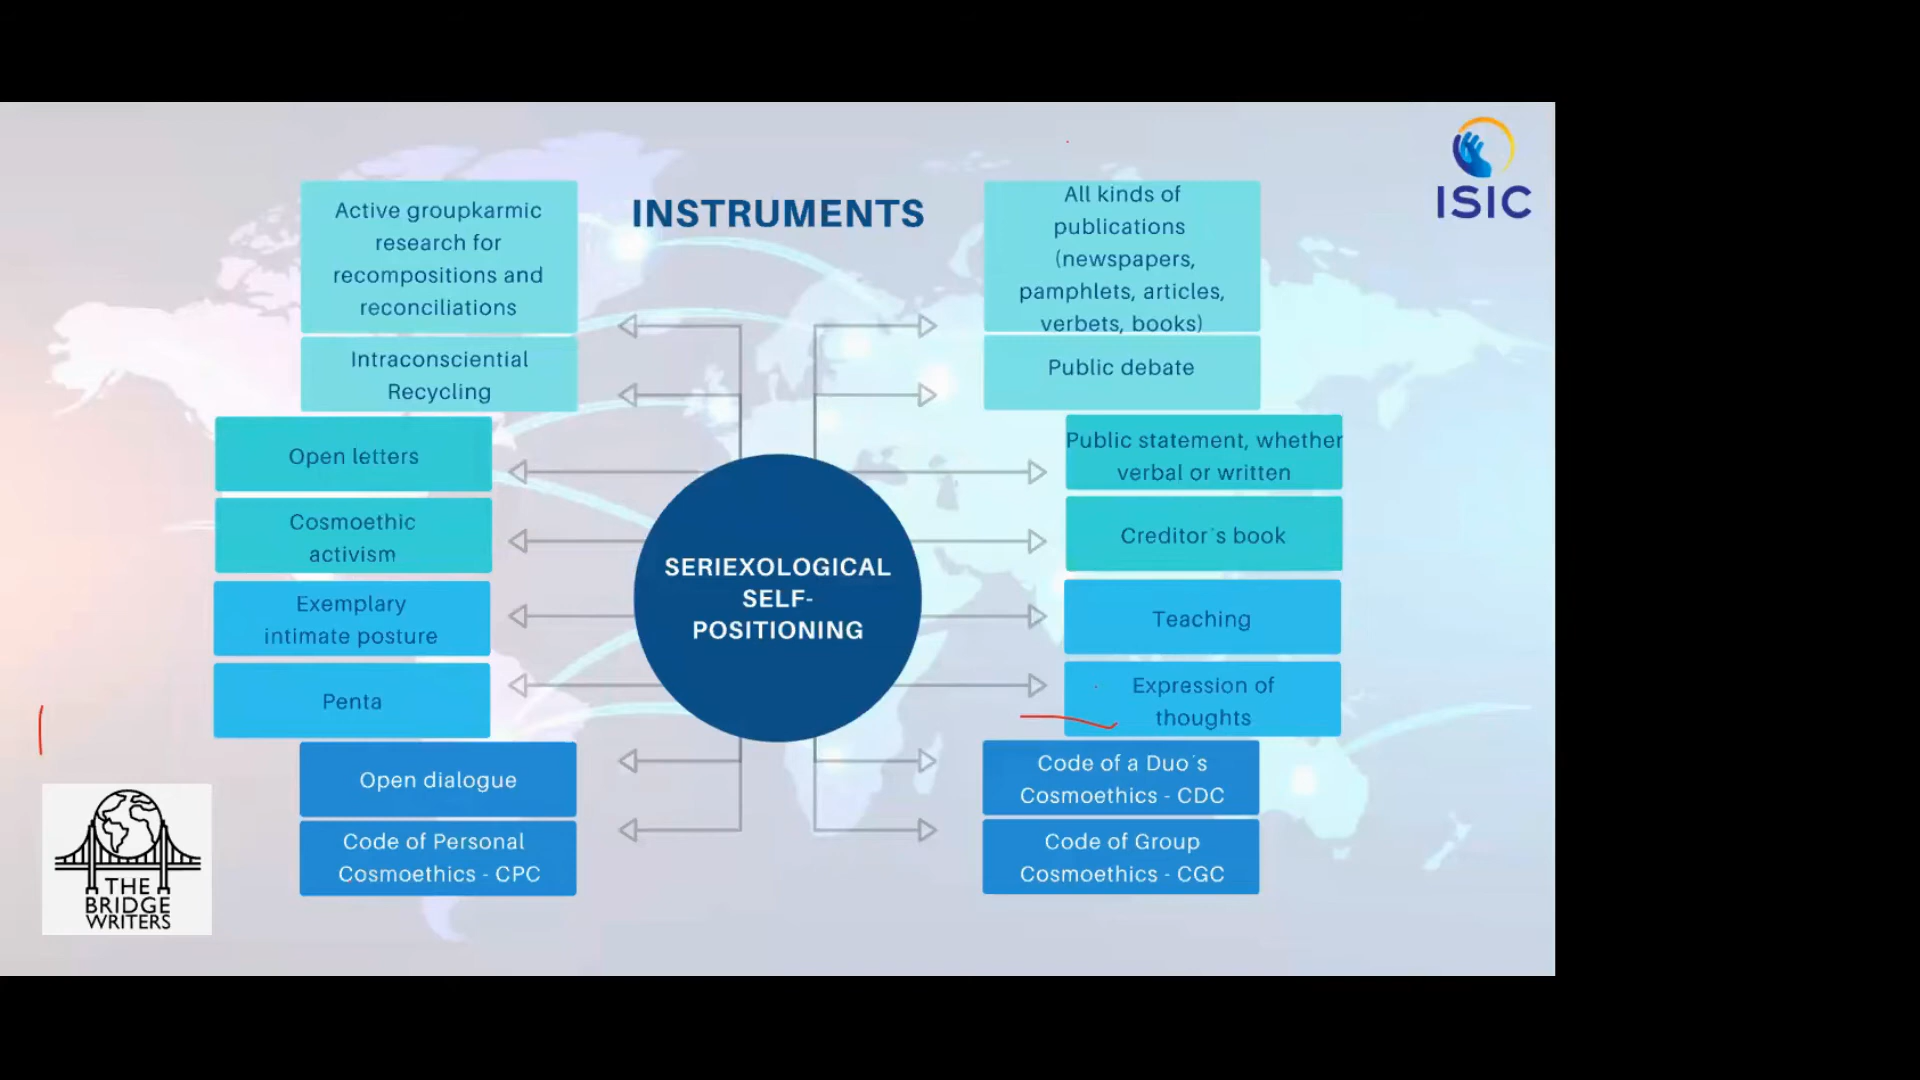 INSTRUMENTS
ISIC
Active groupkarmic
research for
recompositions and
reconciliations
Intraconsciential
Recycling
Open letters
Cosmoethic
activism
Exemplary
intimate posture
Penta
Open dialogue
Code of Personal
Cosmoethics - CPC
SERIEXOLOGICAL
SELF-
POSITIONING
All kinds of
publications
(newspapers,
pamphlets, articles,
verbets, books)
Public debate
Public statement, whether
verbal or written
Creditor´s book
Teaching
Expression of
thoughts
Code of a Duo´s
Cosmoethics - CDC
Code of Group
Cosmoethics - CGC
THE
BRIDGE
WRITERS